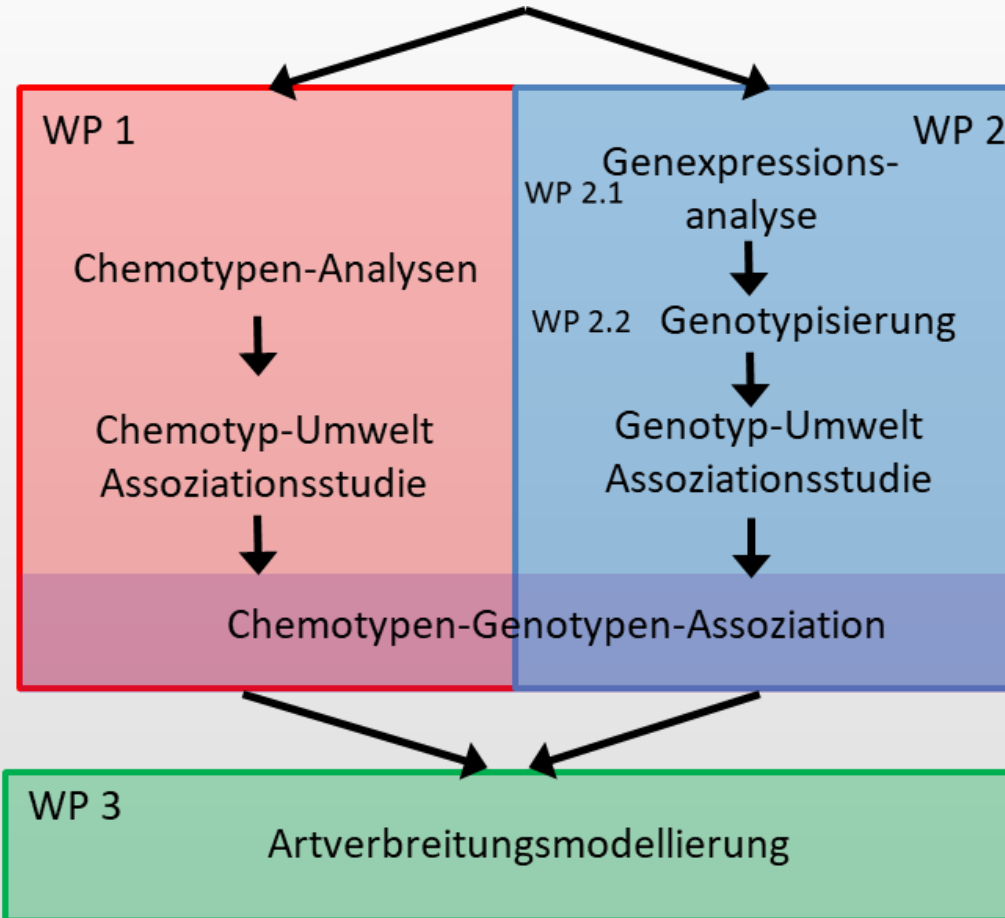 WP 1
Chemotypen-Analysen
Chemotyp-Umwelt
Assoziationsstudie
WP 2
WP 2.1
Genexpressions-
analyse
WP 2.2
Genotypisierung
Genotyp-Umwelt
Assoziationsstudie
Chemotypen-Genotypen-Assoziation
WP 3
Artverbreitungsmodellierung